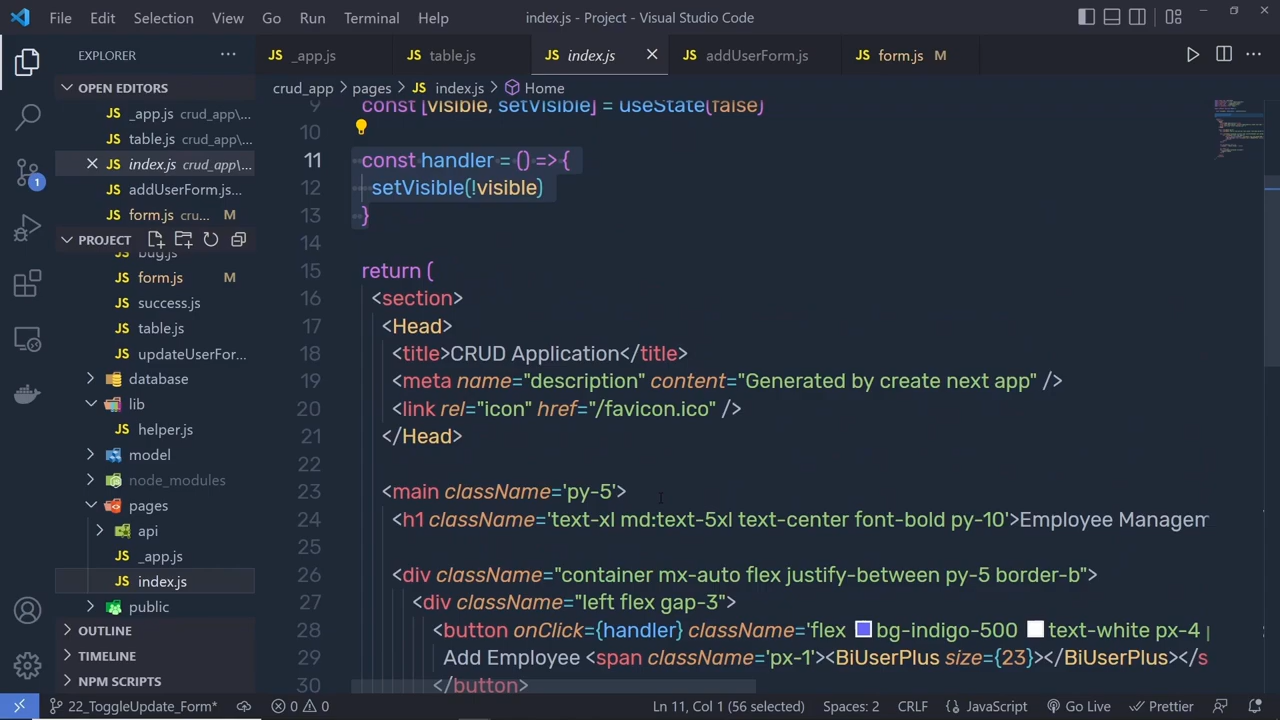 File Edit Selection View Go Run Terminal Help
index.js - Project - Visual Studio Code
EXPLORER
OPEN EDITORS
JS _app.js crud_app\...
JS table.js crud_app\...
JS index.js crud_app\...
JS addUserForm.js...
JS form.js cru... M
PROJECT
JS bug.js
JS form.js M
JS success.js
JS table.js
JS updateUserFor...
database
lib
JS helper.js
model
node_modules
pages
api
JS _app.js
JS index.js
public
OUTLINE
TIMELINE
NPM SCRIPTS
1
JS _app.js JS table.js JS index.js JS addUserForm.js JS form.js M
crud_app > pages > JS index.js > Home
9 const [visible, setVisible] = useState(false)
10
11 const handler = () => {
12 setVisible(!visible)
13 }
14
15 return (
16 <section>
17 <Head>
18 <title>CRUD Application</title>
19 <meta name="description" content="Generated by create next app" />
20 <link rel="icon" href="/favicon.ico" />
21 </Head>
22
23 <main className='py-5'>
24 <h1 className='text-xl md:text-5xl text-center font-bold py-10'>Employee Managem
25
26 <div className="container mx-auto flex justify-between py-5 border-b">
27 <div className="left flex gap-3">
28 <button onClick={handler} className='flex bg-indigo-500 text-white px-4
29 Add Employee <span className='px-1'><BiUserPlus size={23}></BiUserPlus></s
30 </button>
22_ToggleUpdate_Form* 0 0 Ln 11, Col 1 (56 selected) Spaces: 2 CRLF JavaScript Go Live Prettier